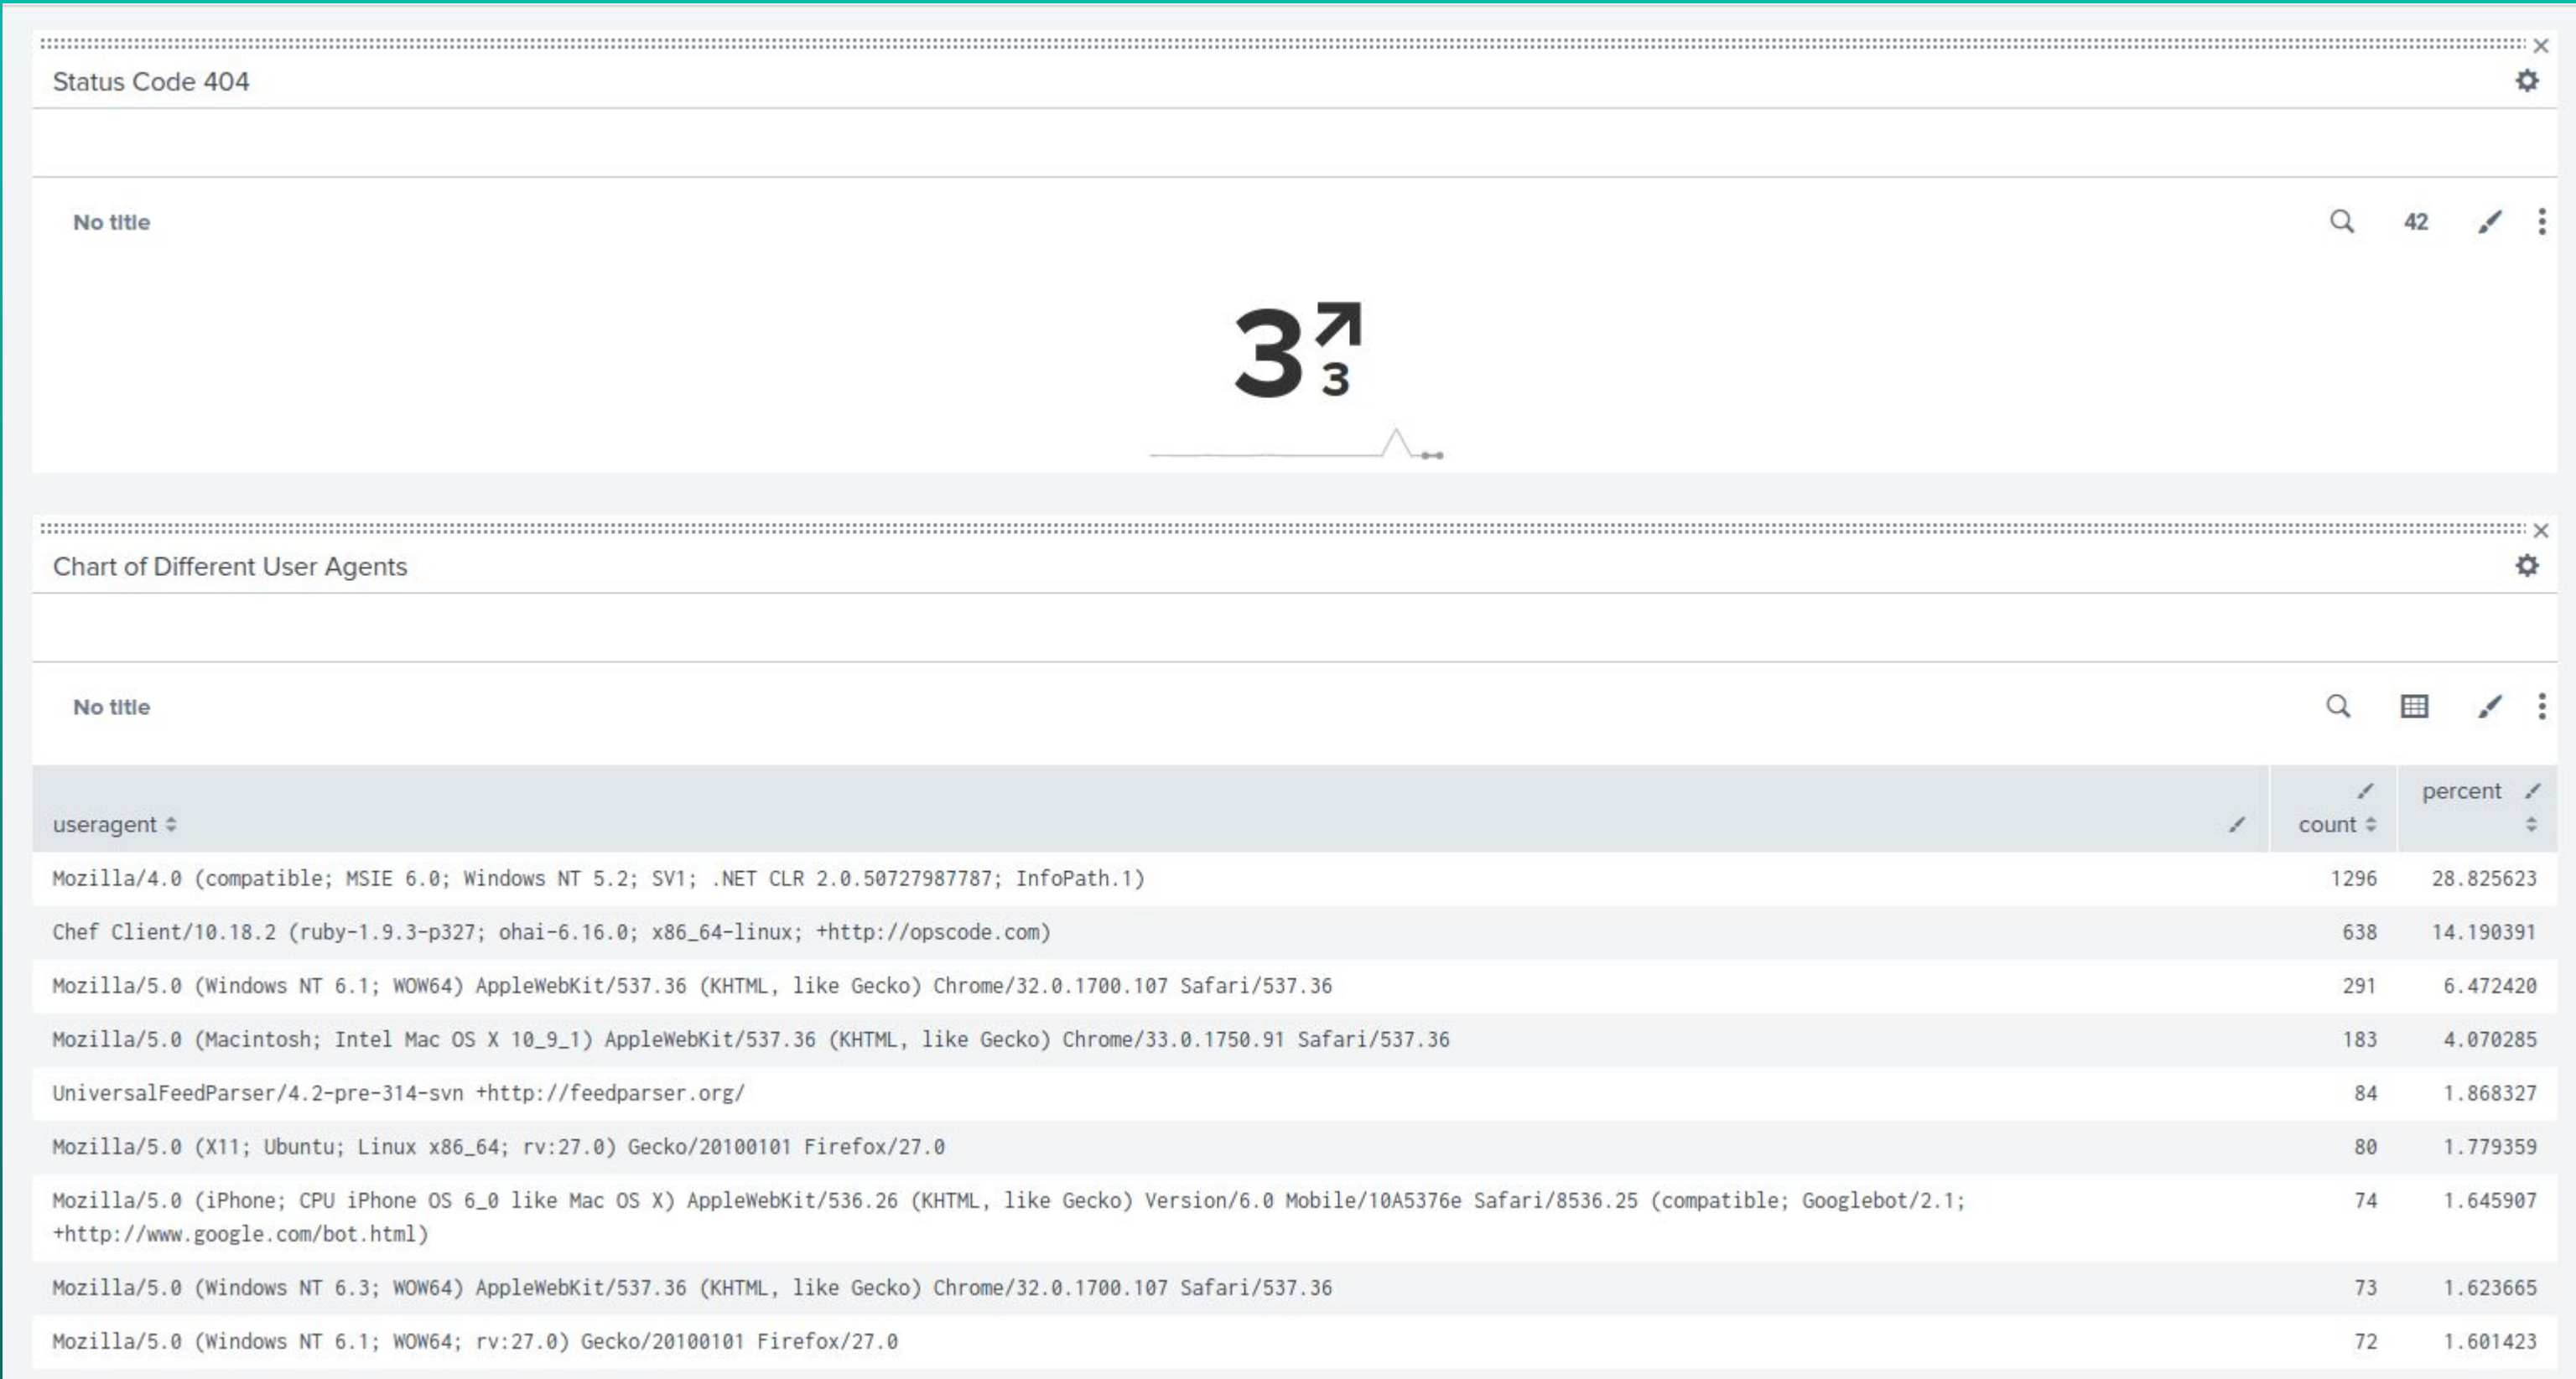 Status Code 404
No title
42
3
3
Chart of Different User Agents
No title
useragent count percent
Mozilla/4.0 (compatible; MSIE 6.0; Windows NT 5.2; SV1; .NET CLR 2.0.50727987787; InfoPath.1) 1296 28.825623
Chef Client/10.18.2 (ruby-1.9.3-p327; ohai-6.16.0; x86_64-linux; +http://opscode.com) 638 14.190391
Mozilla/5.0 (Windows NT 6.1; WOW64) AppleWebKit/537.36 (KHTML, like Gecko) Chrome/32.0.1700.107 Safari/537.36 291 6.472420
Mozilla/5.0 (Macintosh; Intel Mac OS X 10_9_1) AppleWebKit/537.36 (KHTML, like Gecko) Chrome/33.0.1750.91 Safari/537.36 183 4.070285
UniversalFeedParser/4.2-pre-314-svn +http://feedparser.org/ 84 1.868327
Mozilla/5.0 (X11; Ubuntu; Linux x86_64; rv:27.0) Gecko/20100101 Firefox/27.0 80 1.779359
Mozilla/5.0 (iPhone; CPU iPhone OS 6_0 like Mac OS X) AppleWebKit/536.26 (KHTML, like Gecko) Version/6.0 Mobile/10A5376e Safari/8536.25 (compatible; Googlebot/2.1; 74 1.645907
+http://www.google.com/bot.html)
Mozilla/5.0 (Windows NT 6.3; WOW64) AppleWebKit/537.36 (KHTML, like Gecko) Chrome/32.0.1700.107 Safari/537.36 73 1.623665
Mozilla/5.0 (Windows NT 6.1; WOW64; rv:27.0) Gecko/20100101 Firefox/27.0 72 1.601423